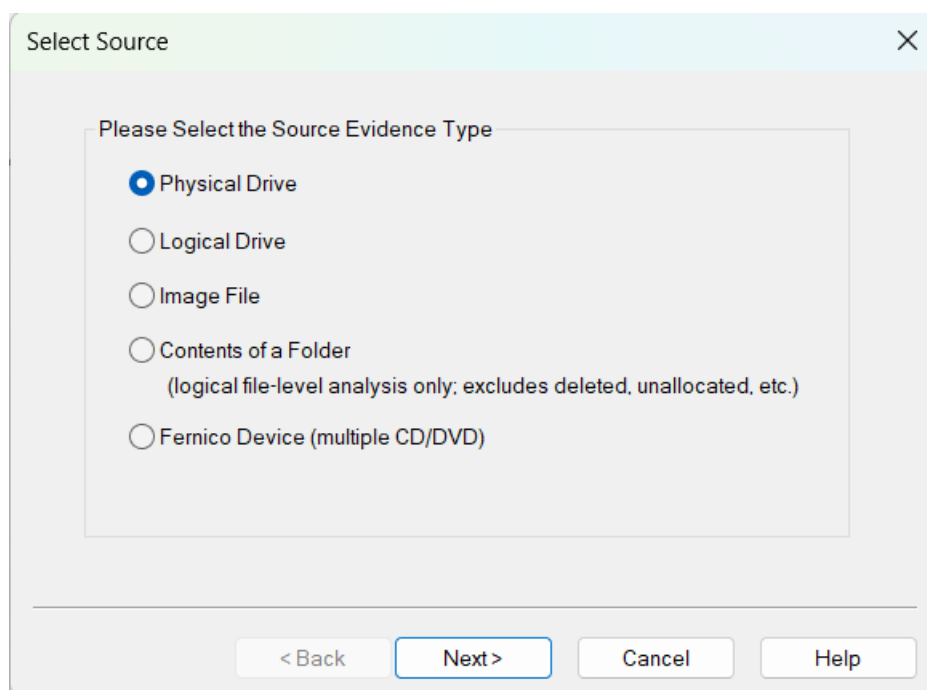 Select Source
Please Select the Source Evidence Type
Physical Drive
Logical Drive
Image File
Contents of a Folder
(logical file-level analysis only; excludes deleted, unallocated, etc.)
Fernico Device (multiple CD/DVD)
< Back
Next >
Cancel
Help